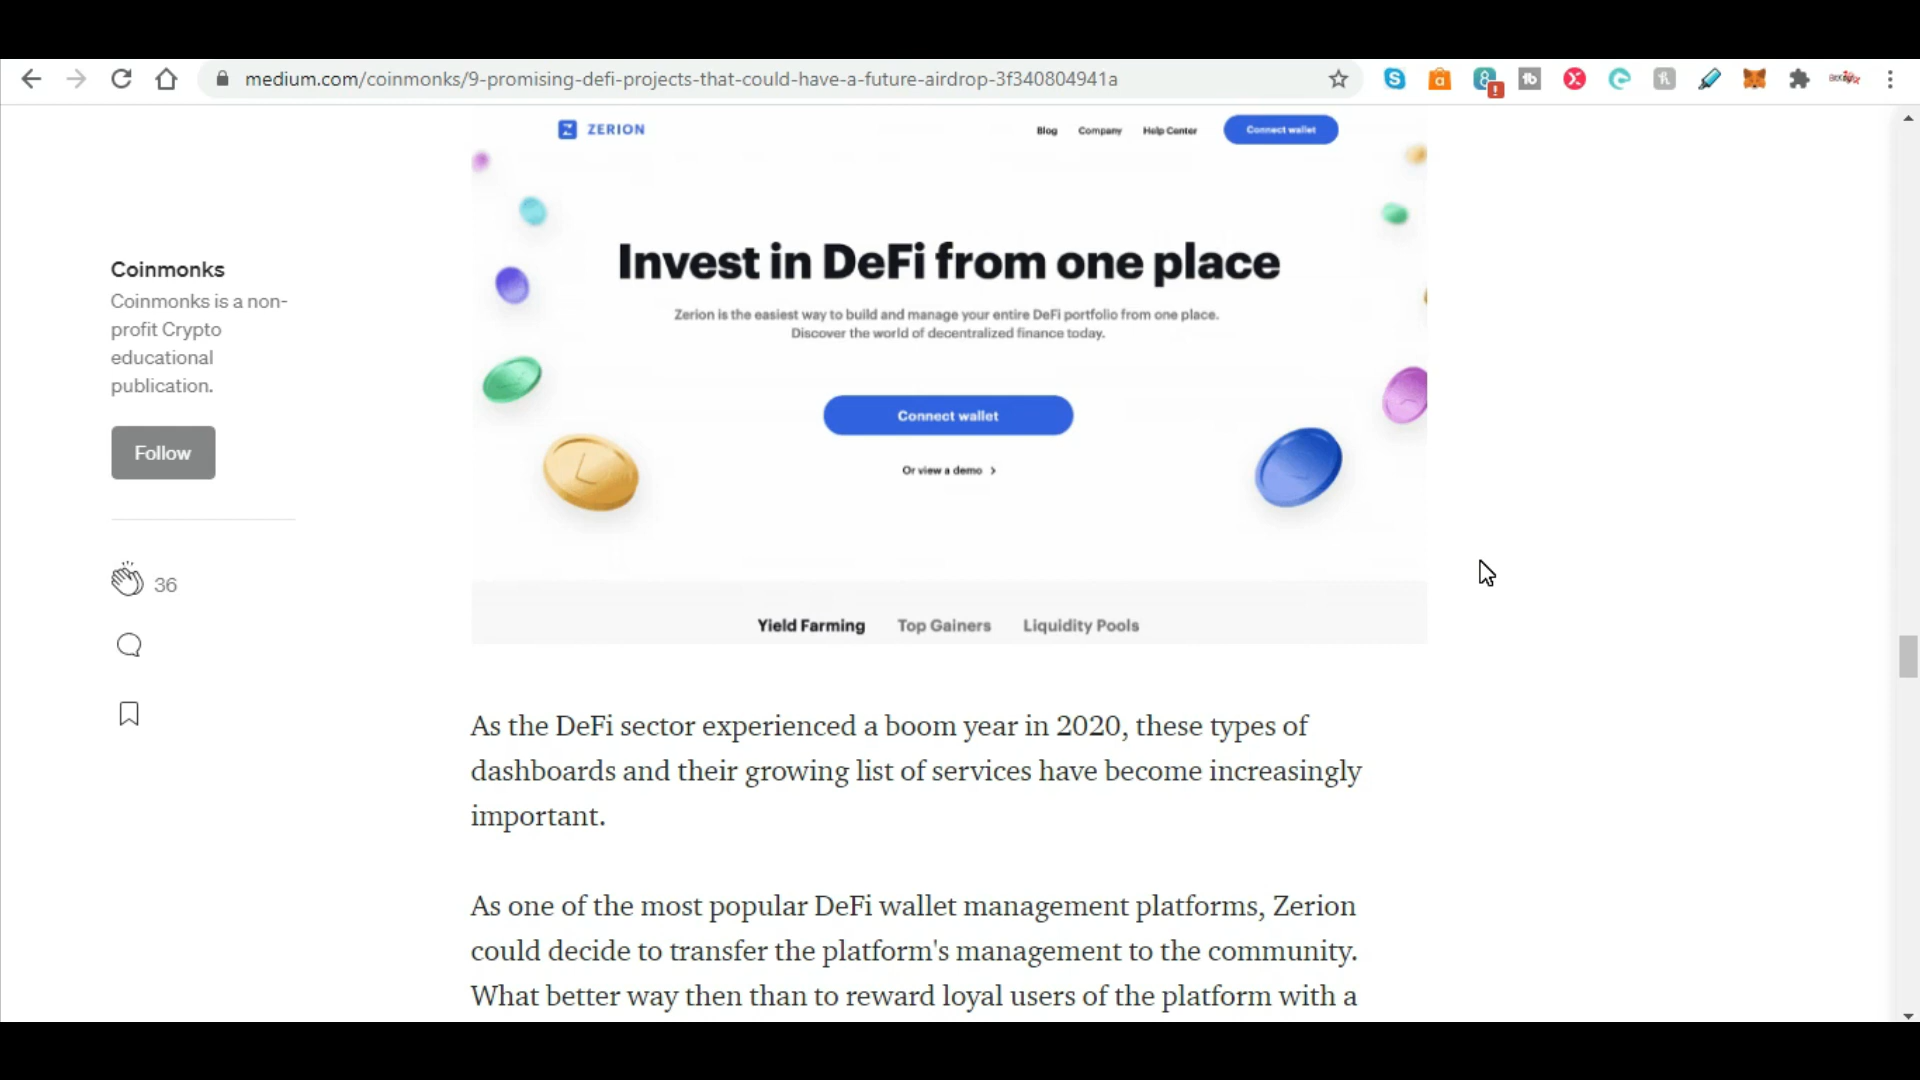 medium.com/coinmonks/9-promising-defi-projects-that-could-have-a-future-airdrop-3f340804941a
ZERION
Blog Company Help Center Connect wallet
Invest in DeFi from one place
Zerion is the easiest way to build and manage your entire DeFi portfolio from one place.
Discover the world of decentralized finance today.
Connect wallet
Or view a demo >
Yield Farming Top Gainers Liquidity Pools
Coinmonks
Coinmonks is a non-
profit Crypto
educational
publication.
Follow
36
As the DeFi sector experienced a boom year in 2020, these types of
dashboards and their growing list of services have become increasingly
important.
As one of the most popular DeFi wallet management platforms, Zerion
could decide to transfer the platform's management to the community.
What better way then than to reward loyal users of the platform with a